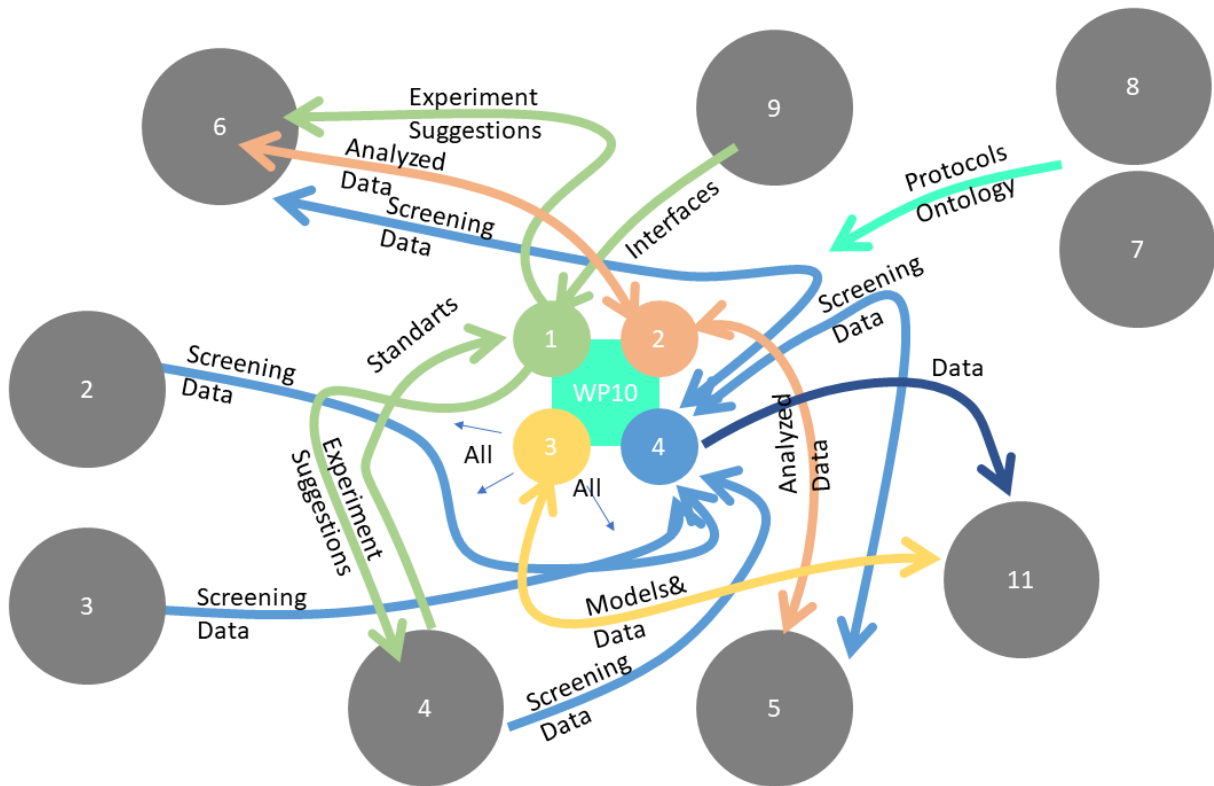 8
6
9
Experiment
Suggestions
Analyzed
Data
Protocols
Ontology
Screening
Data
Interfaces
7
Screening
Data
Standarts
1
2
2
Screening
Data
WP10
Data
3
4
All
All
Experiment
Suggestions
Analyzed
Data
3
Screening
Data
Models&
Data
11
4
Screening
Data
5